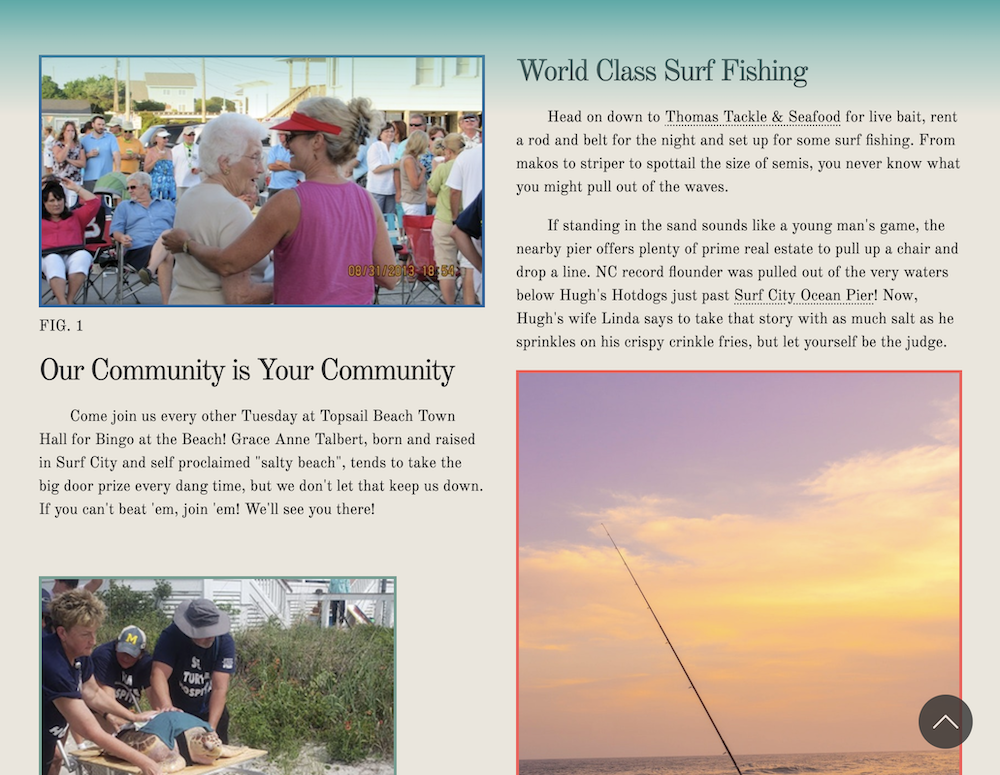 08/31/2013 18:54
FIG. 1
Our Community is Your Community
Come join us every other Tuesday at Topsail Beach Town
Hall for Bingo at the Beach! Grace Anne Talbert, born and raised
in Surf City and self proclaimed "salty beach", tends to take the
big door prize every dang time, but we don't let that keep us down.
If you can't beat 'em, join 'em! We'll see you there!
M
World Class Surf Fishing
Head on down to Thomas Tackle & Seafood for live bait, rent
a rod and belt for the night and set up for some surf fishing. From
makos to striper to spottail the size of semis, you never know what
you might pull out of the waves.
If standing in the sand sounds like a young man's game, the
nearby pier offers plenty of prime real estate to pull up a chair and
drop a line. NC record flounder was pulled out of the very waters
below Hugh's Hotdogs just past Surf City Ocean Pier! Now,
Hugh's wife Linda says to take that story with as much salt as he
sprinkles on his crispy crinkle fries, but let yourself be the judge.